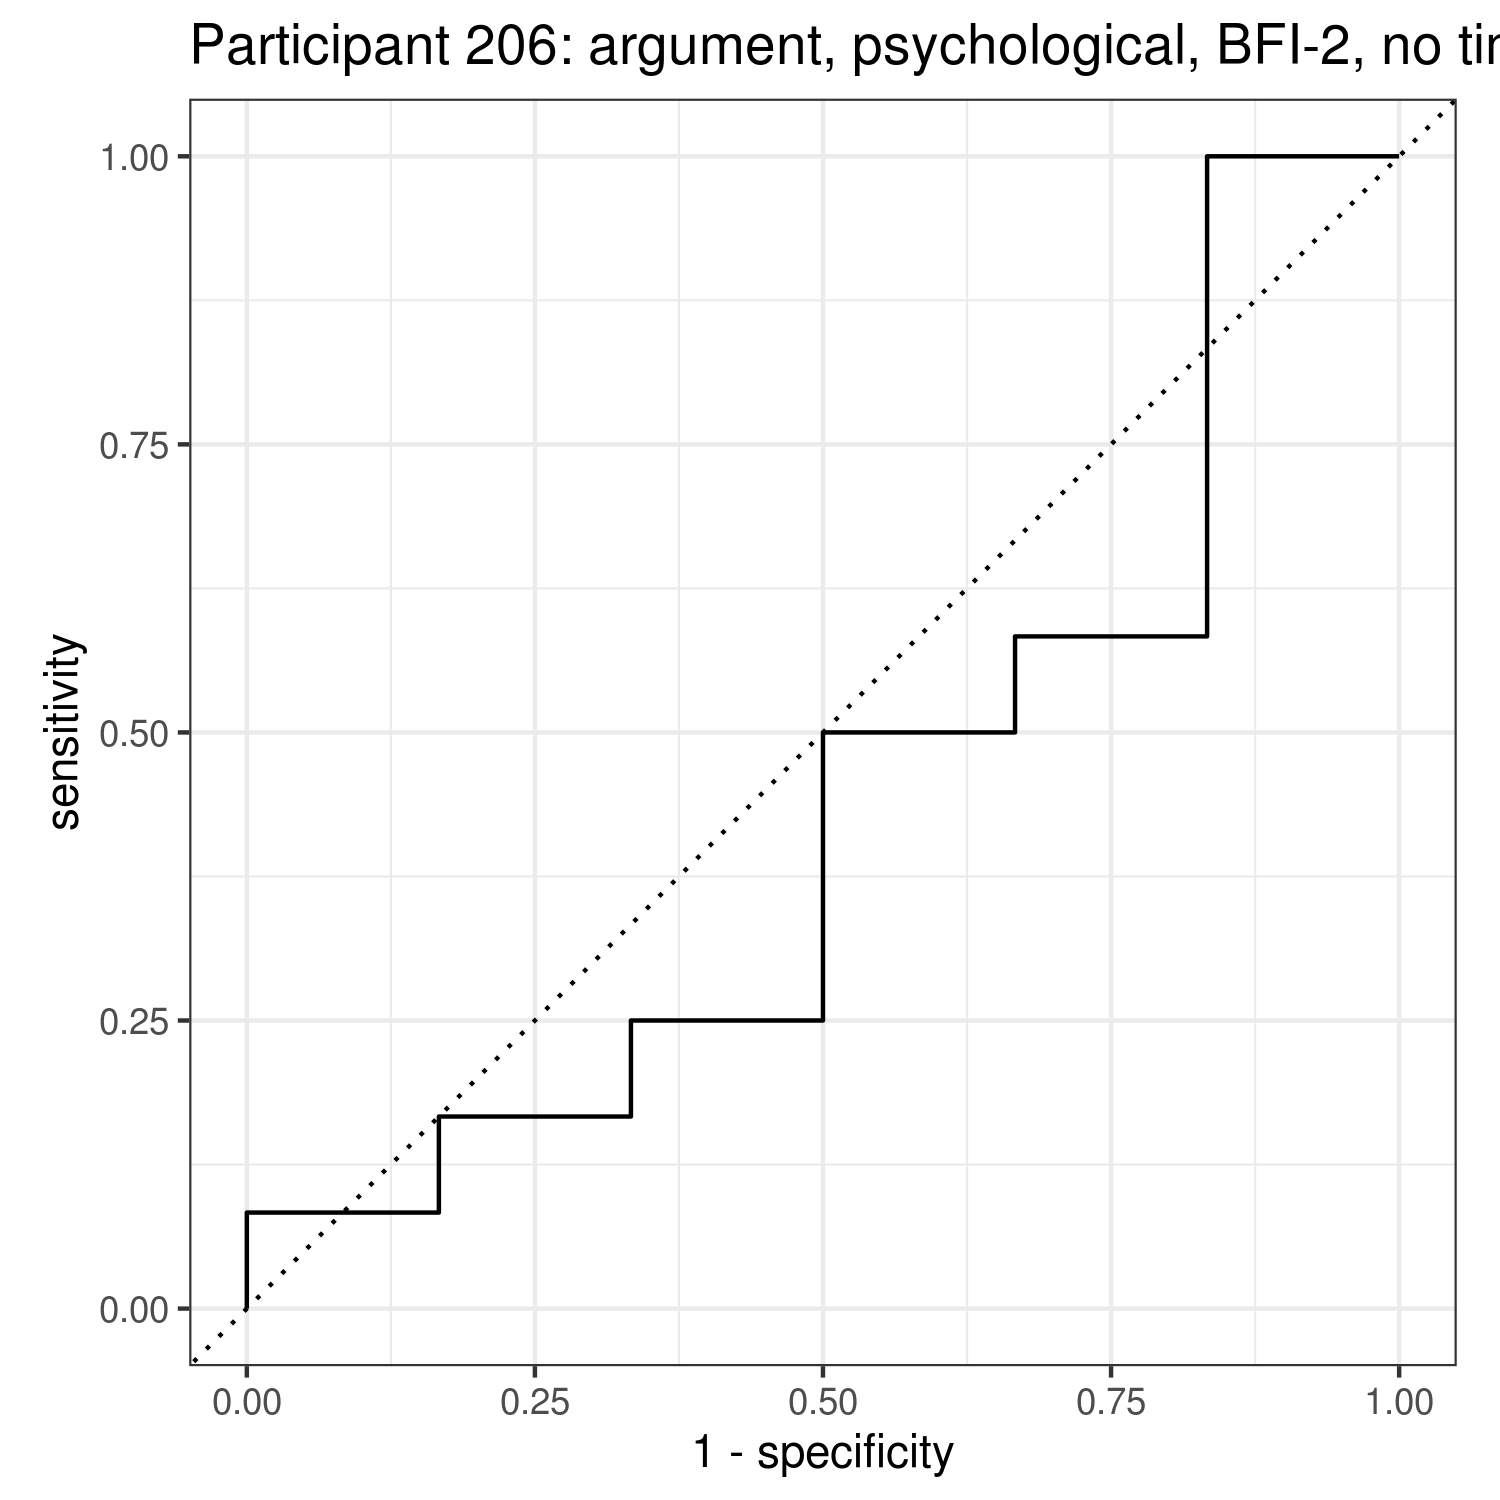 Participant 206: argument, psychological, BFI-2, no
1.00
0.75
0.50
0.25
0.00
sensitivity
0.00 0.25 0.50 0.75 1.00
1 - specificity